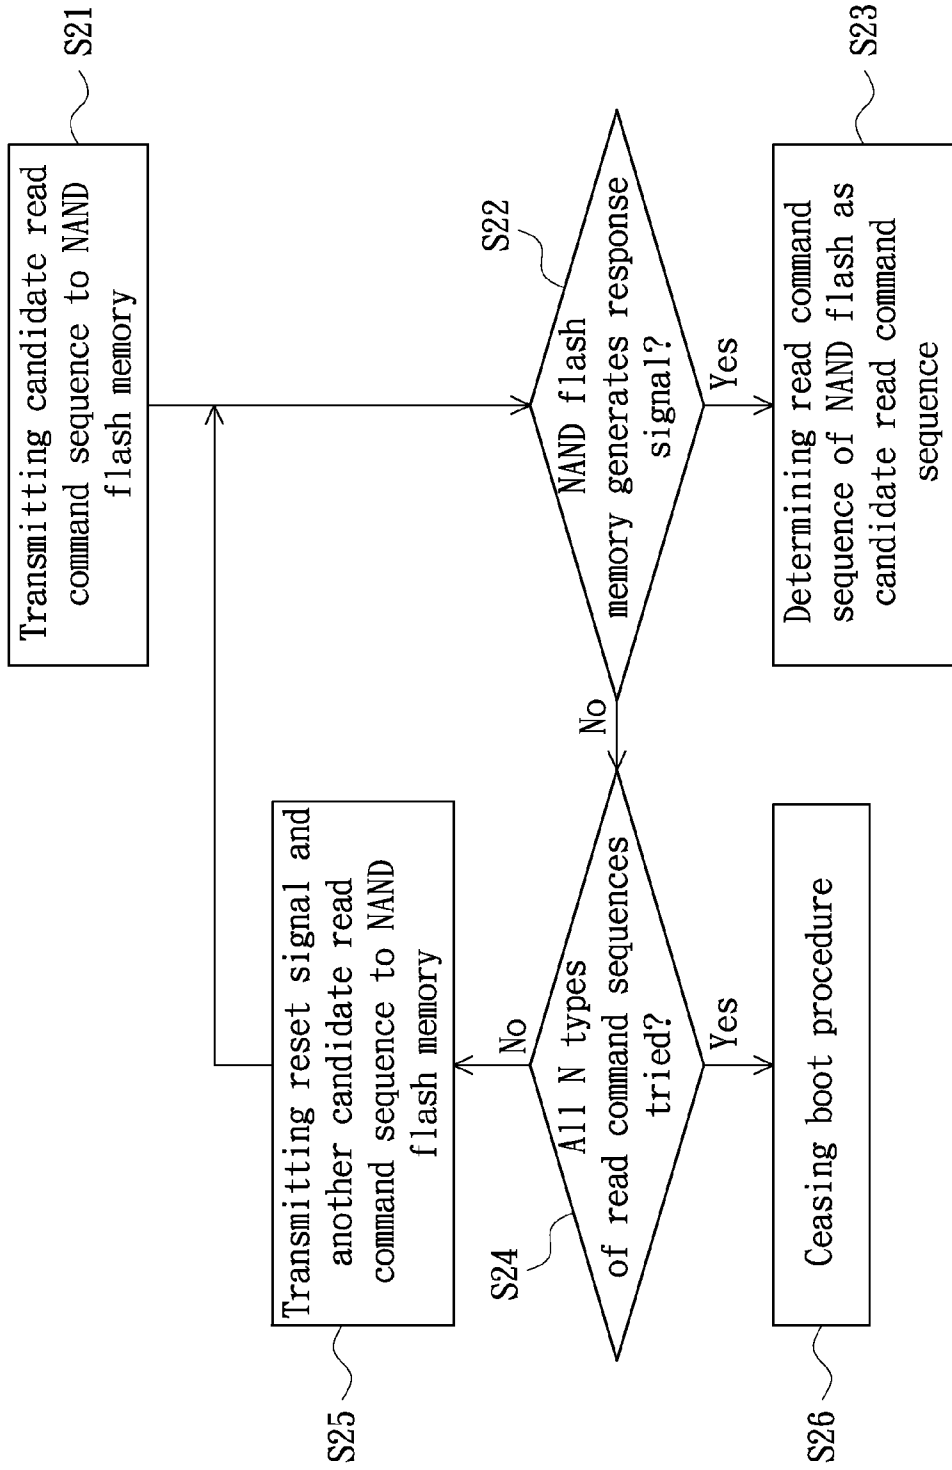 S21
Transmitting candidate read
command sequence to NAND
flash memory
S22
NAND flash
memory generates response
signal?
Yes
No
S23
Determining read command
sequence of NAND flash as
candidate read command
sequence
S24
All N types
of read command sequences
tried?
No
Yes
S25
Transmitting reset signal and
another candidate read
command sequence to NAND
flash memory
S26
Ceasing boot procedure